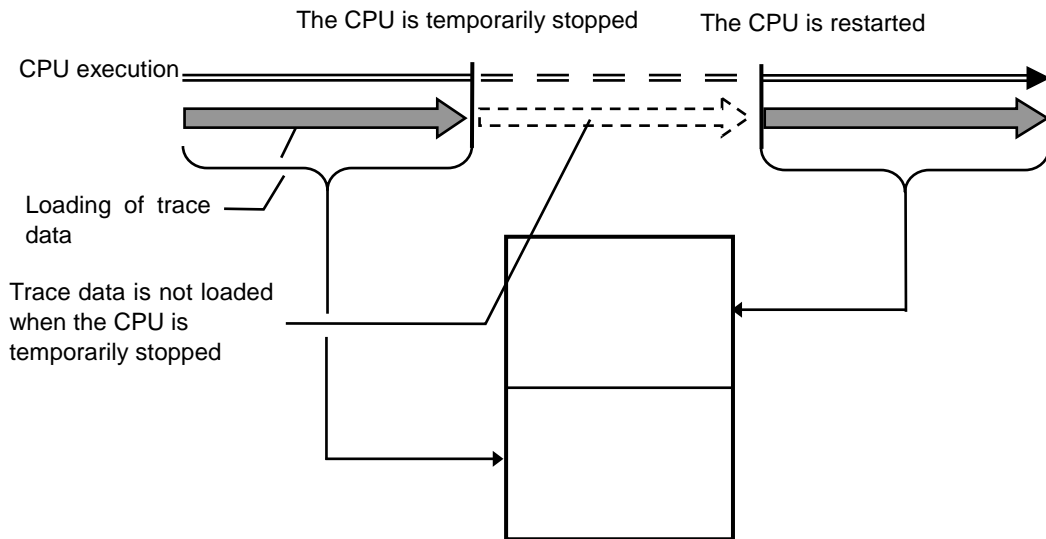 The CPU is temporarily stopped
The CPU is restarted
CPU execution
Loading of trace
data
Trace data is not loaded
when the CPU is
temporarily stopped